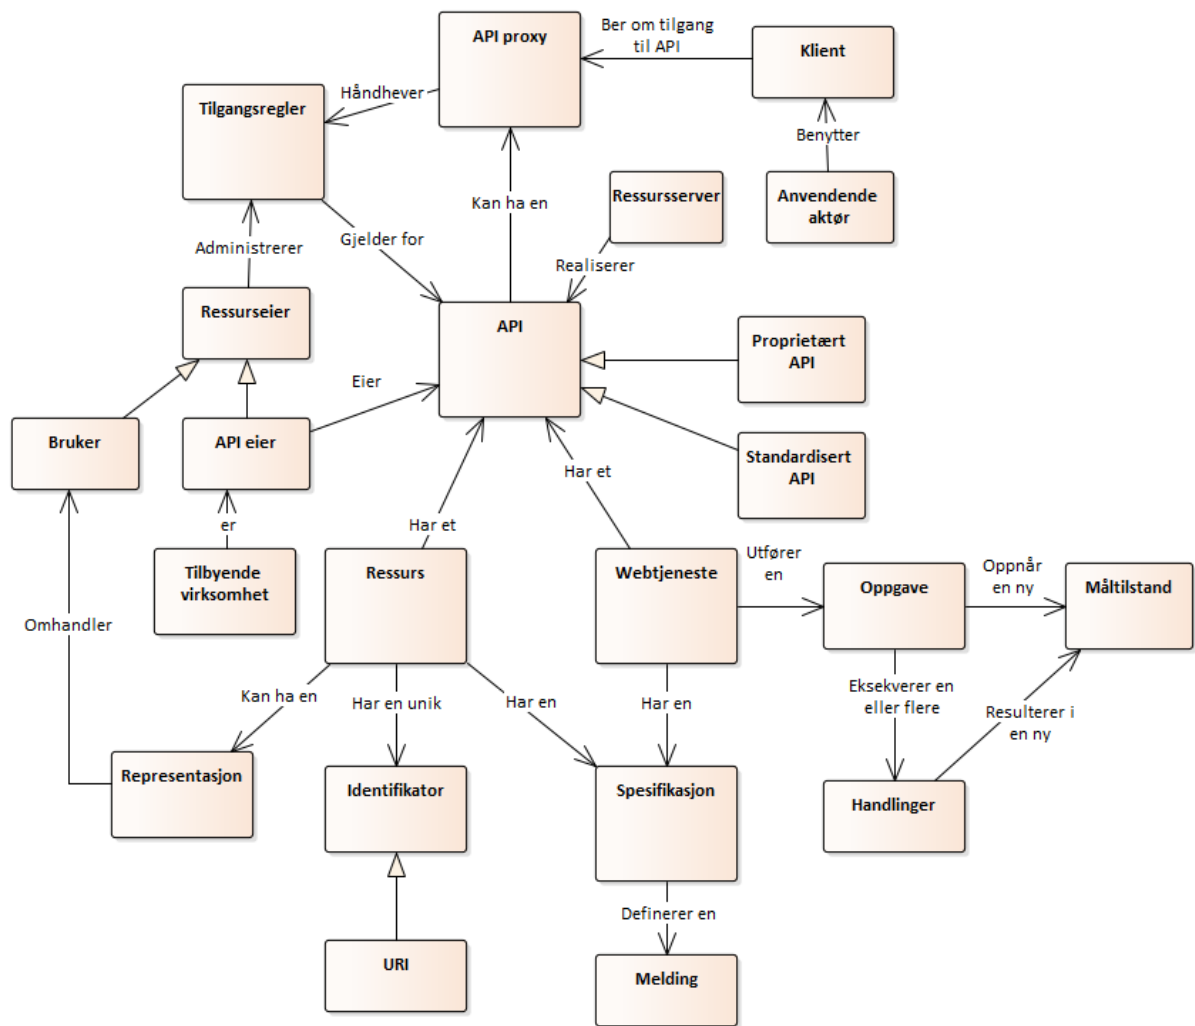 API proxy
Ber om tilgang
til API
Klient
Håndhever
Tilgangsregler
Benytter
Kan ha en
Ressursserver
Anvendende
aktør
Gjelder for
Administrerer
Realiserer
Ressurseier
API
Proprietært
API
Eier
Bruker
API eier
Standardisert
API
Har et
er
Har et
Tilbyende
virksomhet
Ressurs
Webtjeneste
Utfører
en
Oppgave
Oppnår
en ny
Måltilstand
Omhandler
Kan ha en
Har en unik
Har en
Har en
Eksekverer en
eller flere
Resulterer i
en ny
Representasjon
Identifikator
Spesifikasjon
Handlinger
Definerer en
URI
Melding